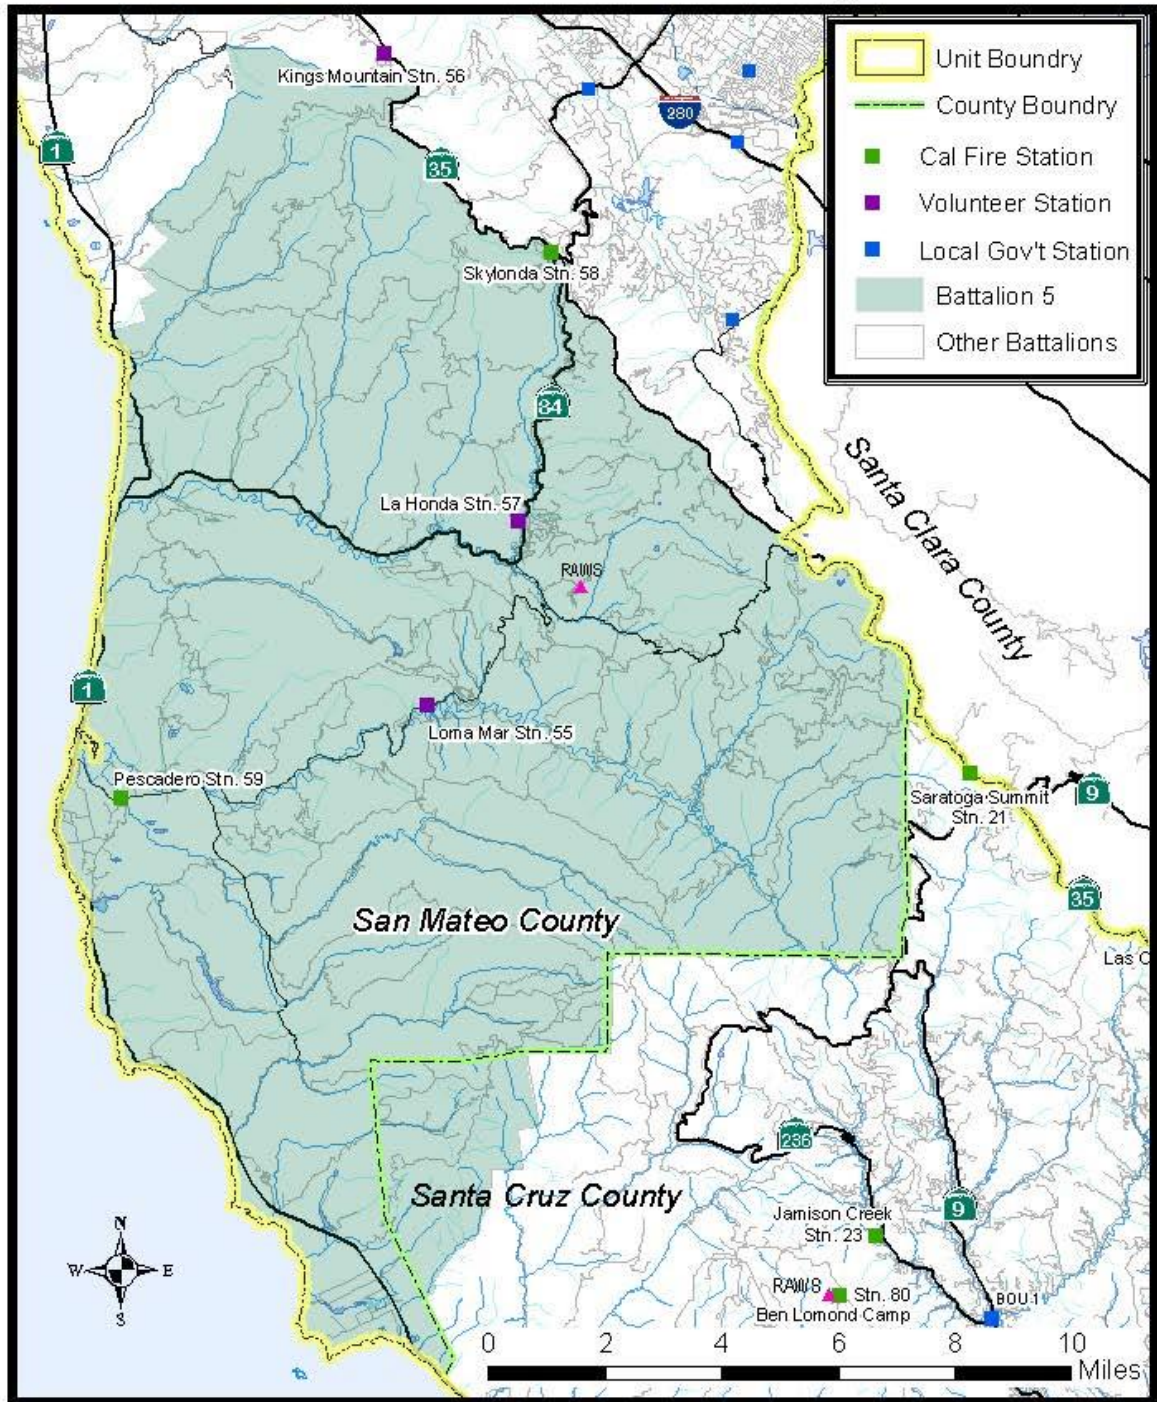 Kings Mountain Stn. 56
1
35
280
Unit Boundry
County Boundry
Cal Fire Station
Volunteer Station
Local Gov't Station
Battalion 5
Other Battalions
Skylonda Stn. 58
84
Santa Clara County
La Honda Stn. 57
RAWS
1
Loma Mar Stn. 55
Pescadero Stn. 59
Saratoga Summit
Stn. 21
9
35
San Mateo County
Las C
236
Santa Cruz County
9
Jamison Creek
Stn. 23
N
W E
S
RAWS
Stn. 80
Ben Lomond Camp
BOU1
0 2 4 6 8 10
Miles